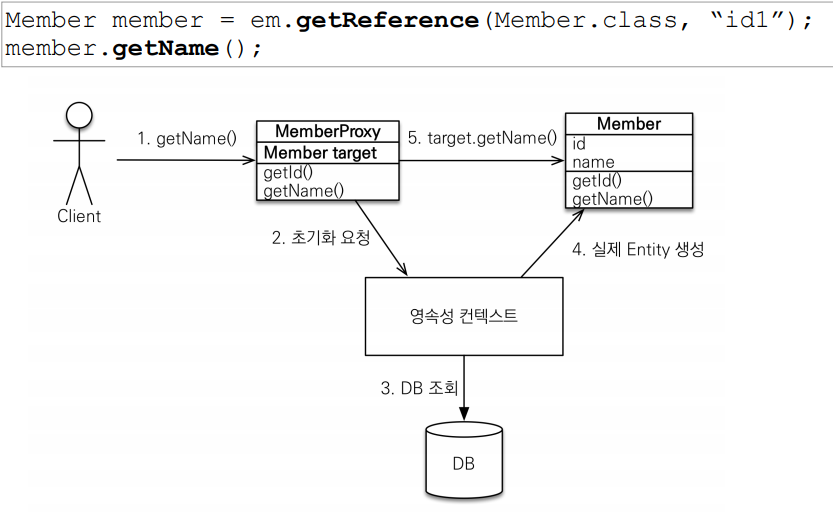 Member member = em.getReference(Member.class, “id1”);
member.getName();
1. getName()
MemberProxy
Member target
getId()
getName()
5. target.getName()
Member
id
name
getId()
getName()
Client
2. 초기화 요청
4. 실제 Entity 생성
영속성 컨텍스트
3. DB 조회
DB